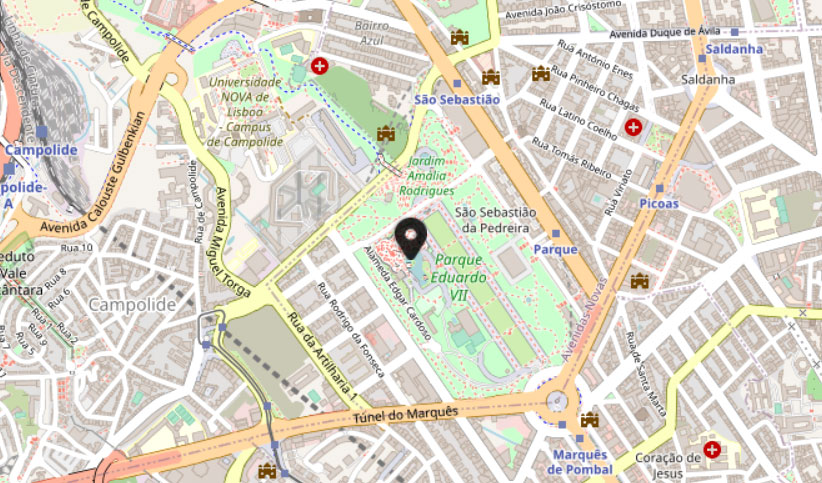 Avenida João Crisóstomo
de Campolide
Bairro
Azul
Avenida Duque de Ávila
Saldanha
Rua António Enes
Saldanha
Rua Pinheiro Chagas
Universidade
NOVA de
Lisboa
Campus
de Campolide
São Sebastião
Rua Latino Coelho
Campolide
Avenida Calouste Gulbenkian
Rua Tomás Ribeiro
Jardim
Amália
Rodrigues
polide-
A
Rua de Campolide
Avenida Miguel Torga
Rua Viriato
Picoas
São Sebastião
da Pedreira
Parque
Rua 10
eduto
Vale
cântara
Rua 8
Rua 6
Campolide
Alameda Edgar Cardoso
Parque
Eduardo
VII
Rua 1
Rua 2
Rua 9
Rua 5
Rua da Artilharia 1
Rua Rodrigo da Fonseca
Avenidas Novas
Rua de Santa Marta
Túnel do Marquês
Marquês
de Pombal
Coração de
Jesus